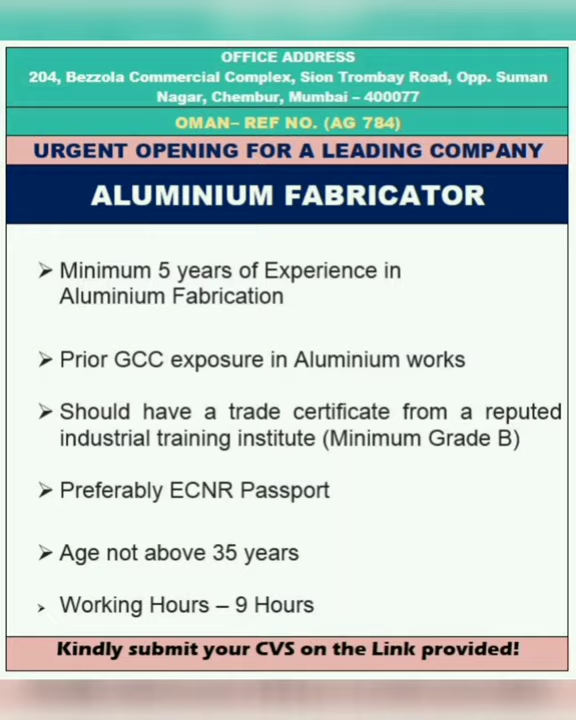 OFFICE ADDRESS
204, Bezzola Commercial Complex, Sion Trombay Road, Opp. Suman
Nagar, Chembur, Mumbai – 400077
OMAN– REF NO. (AG 784)
URGENT OPENING FOR A LEADING COMPANY
ALUMINIUM FABRICATOR
➢ Minimum 5 years of Experience in
Aluminium Fabrication
➢ Prior GCC exposure in Aluminium works
➢ Should have a trade certificate from a reputed
industrial training institute (Minimum Grade B)
➢ Preferably ECNR Passport
➢ Age not above 35 years
➢ Working Hours – 9 Hours
Kindly submit your CVS on the Link provided!